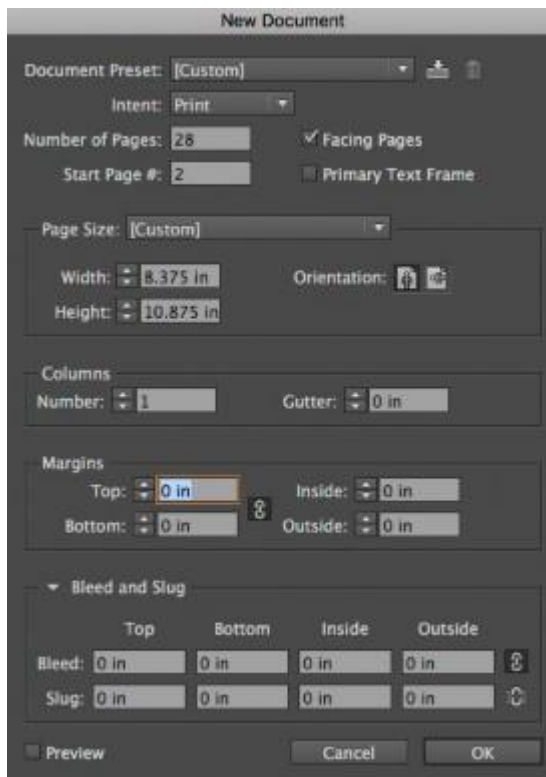 New Document
Document Preset: [Custom]
Intent: Print
Number of Pages: 28 Facing Pages
Start Page #: 2 Primary Text Frame
Page Size: [Custom]
Width: 8.375 in Orientation:
Height: 10.875 in
Columns
Number: 1 Gutter: 0 in
Margins
Top: 0 in Inside: 0 in
Bottom: 0 in Outside: 0 in
Bleed and Slug
Top Bottom Inside Outside
Bleed: 0 in 0 in 0 in 0 in
Slug: 0 in 0 in 0 in 0 in
Preview Cancel OK